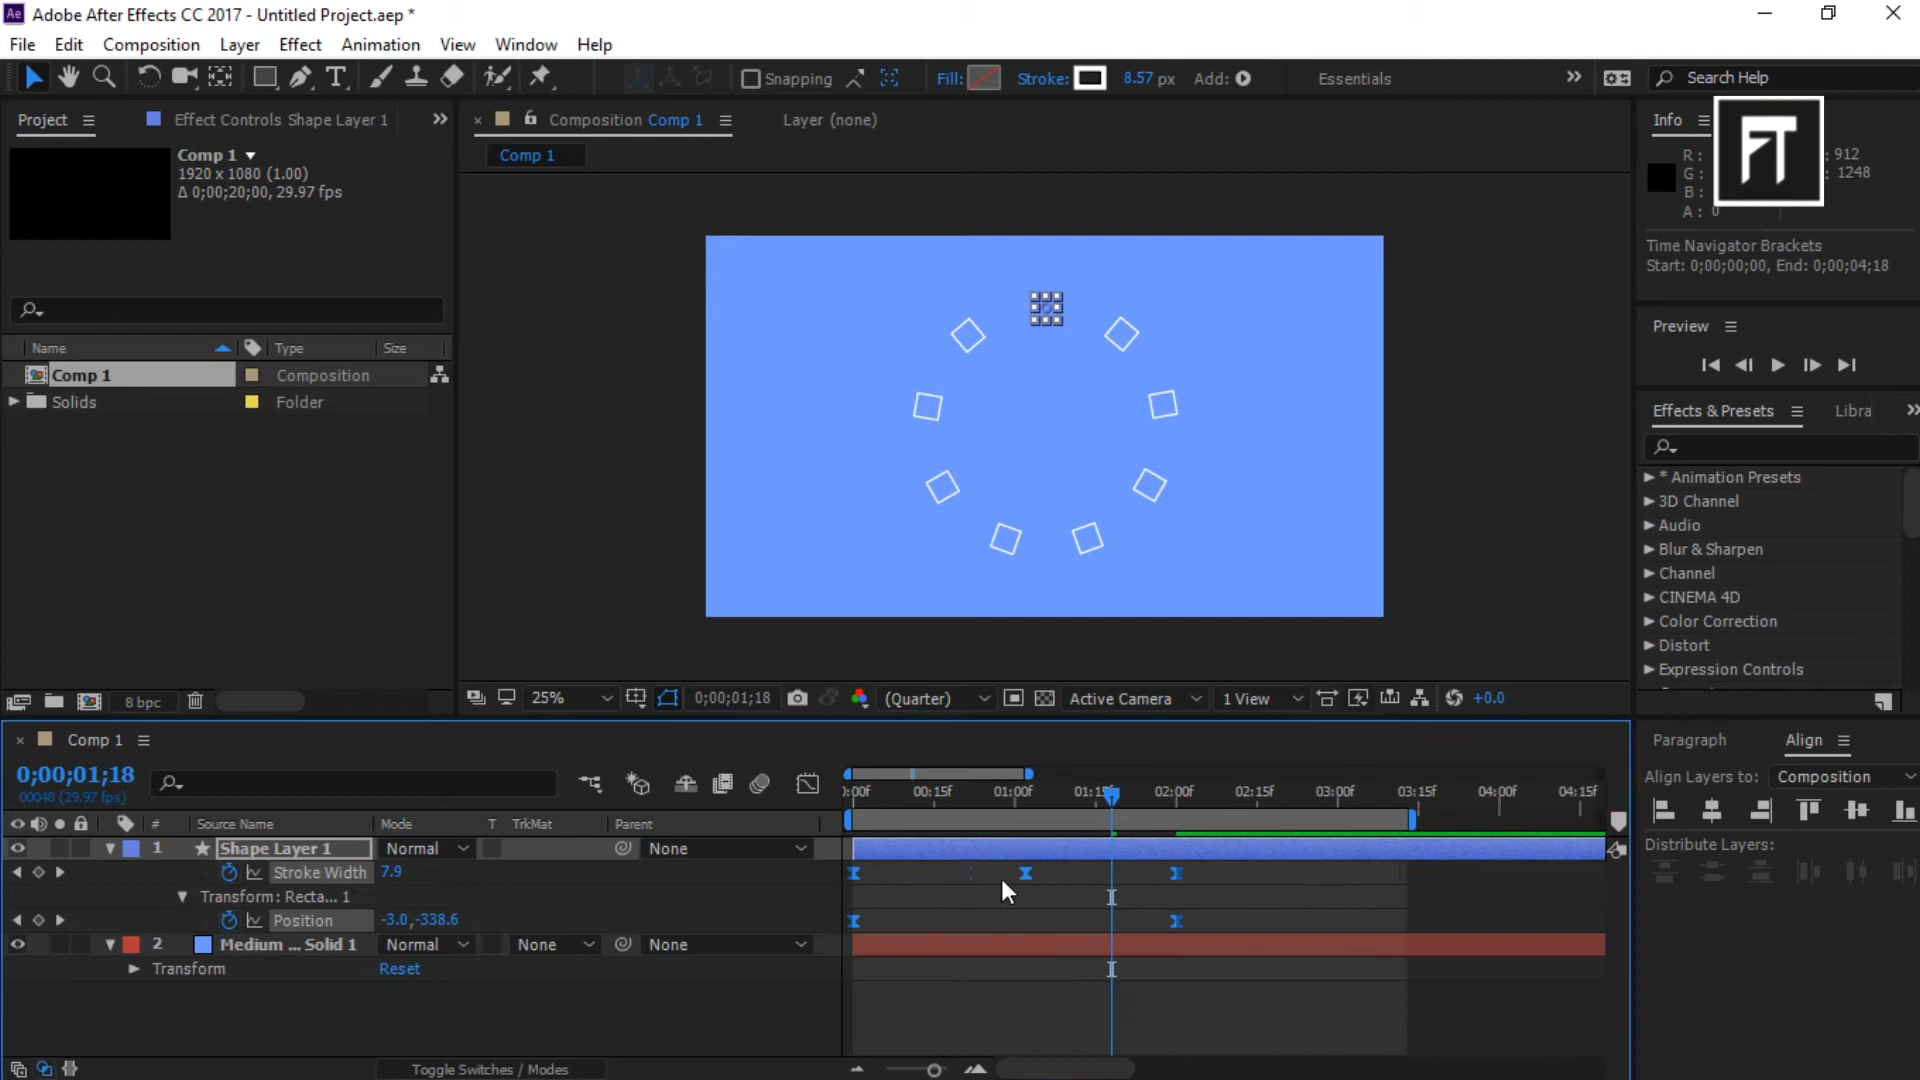 Ae Adobe After Effects CC 2017 - Untitled Project.aep *
File Edit Composition Layer Effect Animation View Window Help
T Snapping Fill: Stroke: 8.57 px Add: Essentials Search Help
Project Effect Controls Shape Layer 1
Comp 1
1920 x 1080 (1.00)
Δ 0;00;20;00, 29.97 fps
Name Type Size
Comp 1 Composition
Solids Folder
8 bpc
Composition Comp 1 Layer (none)
Comp 1
25% 0;00;01;18 (Quarter) Active Camera 1 View +0.0
Info
FT
R: : 912
G: : 1248
B:
A: 0
Time Navigator Brackets
Start: 0;00;00;00, End: 0;00;04;18
Preview
Effects & Presets Libra
* Animation Presets
3D Channel
Audio
Blur & Sharpen
Channel
CINEMA 4D
Color Correction
Distort
Expression Controls
Comp 1
0;00;01;18
00048 (29.97 fps)
:00f 00:15f 01:00f 01:15f 02:00f 02:15f 03:00f 03:15f 04:00f 04:15f
# Source Name Mode T TrkMat Parent
1 Shape Layer 1 Normal None
Stroke Width 7.9
Transform: Recta... 1
Position -3.0,-338.6
2 Medium ... Solid 1 Normal None None
Transform Reset
Toggle Switches / Modes
Paragraph Align
Align Layers to: Composition
Distribute Layers: